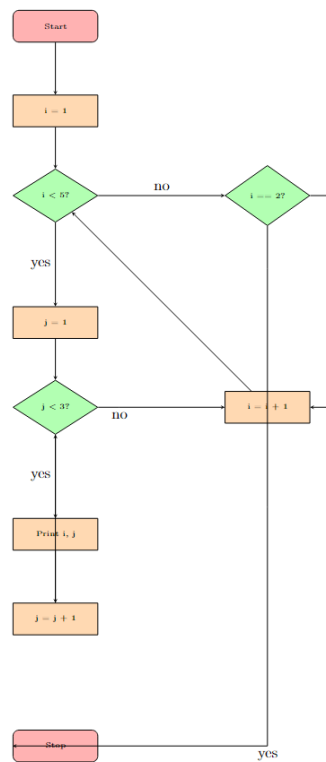 Start
i = 1
i < 5?
no
i == 2?
yes
j = 1
j < 3?
no
i = i + 1
yes
Print i, j
j = j + 1
Stop
yes